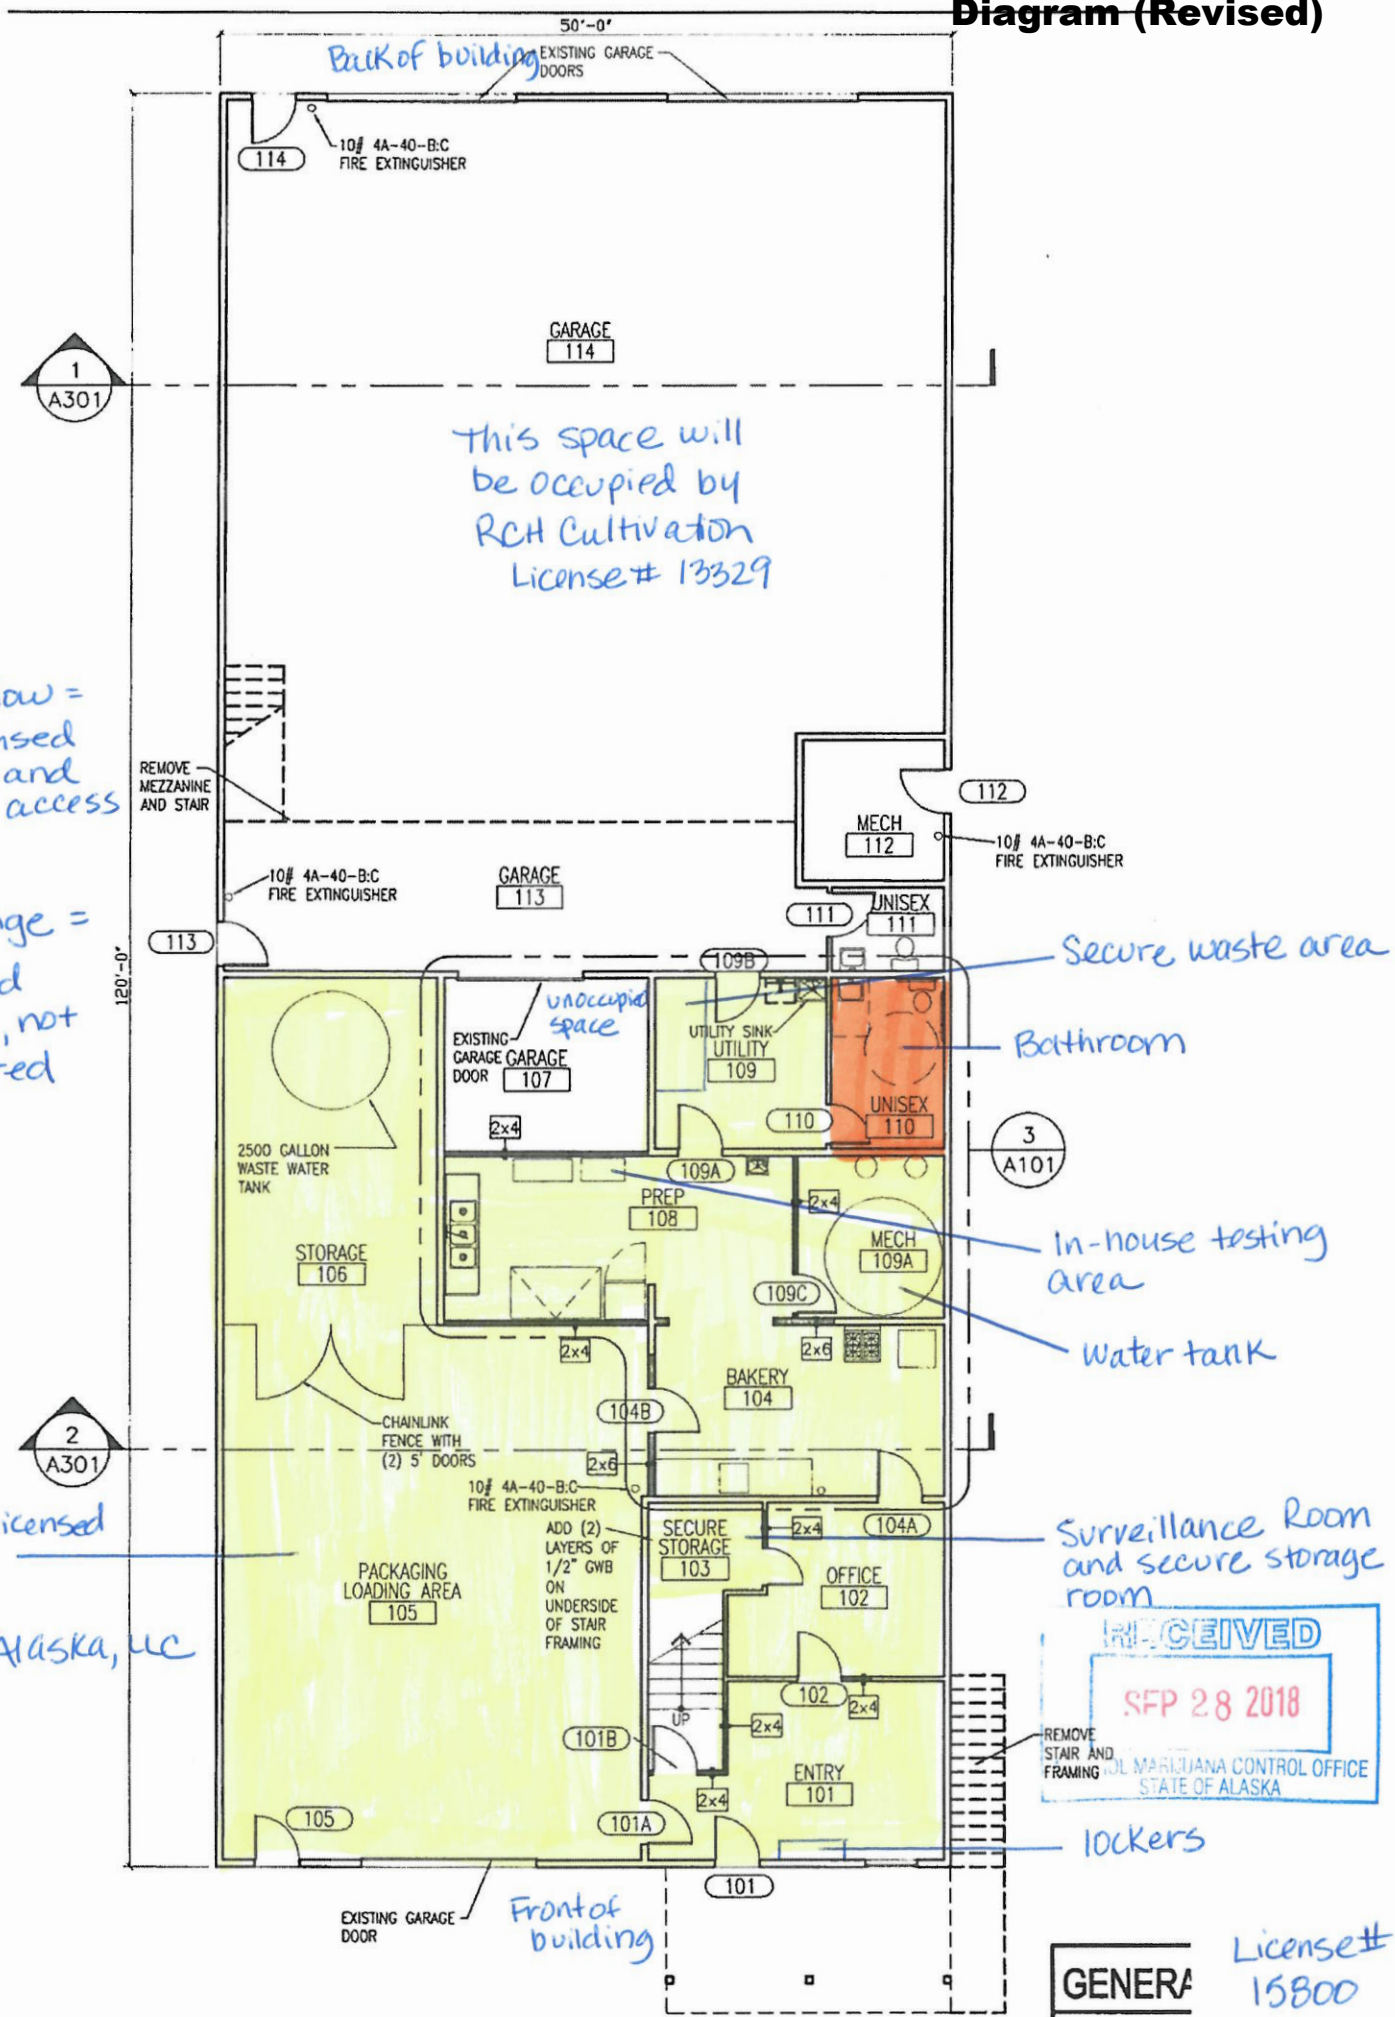 Diagram (Revised)
50'-0"
Back of building
EXISTING GARAGE
DOORS
114
10# 4A-40-B:C
FIRE EXTINGUISHER
GARAGE
114
1
A301
This space will
be occupied by
RCH Cultivation
License # 13329
REMOVE
MEZZANINE
AND STAIR
and
access
112
MECH
112
10# 4A-40-B:C
FIRE EXTINGUISHER
10# 4A-40-B:C
FIRE EXTINGUISHER
GARAGE
113
111
UNISEX
111
, not
113
120'-0"
109B
Secure waste area
unoccupied
space
EXISTING
GARAGE
DOOR
GARAGE
107
UTILITY SINK
UTILITY
109
Bathroom
2x4
110
UNISEX
110
3
A101
2500 GALLON
WASTE WATER
TANK
109A
PREP
108
2x4
MECH
109A
In-house testing
area
STORAGE
106
109C
2x4
2x6
Water tank
BAKERY
104
104B
CHAINLINK
FENCE WITH
(2) 5' DOORS
2
A301
2x6
10# 4A-40-B:C
FIRE EXTINGUISHER
licensed
ADD (2)
LAYERS OF
1/2" GWB
ON
UNDERSIDE
OF STAIR
FRAMING
SECURE
STORAGE
103
2x4
104A
Surveillance Room
and secure storage
room
OFFICE
102
PACKAGING
LOADING AREA
105
Alaska, LLC
RECEIVED
SEP 28 2018
MARIJUANA CONTROL OFFICE
STATE OF ALASKA
102
2x4
UP
2x4
101B
REMOVE
STAIR AND
FRAMING
ENTRY
101
2x4
105
101A
lockers
101
EXISTING GARAGE
DOOR
Front of
building
License #
15800